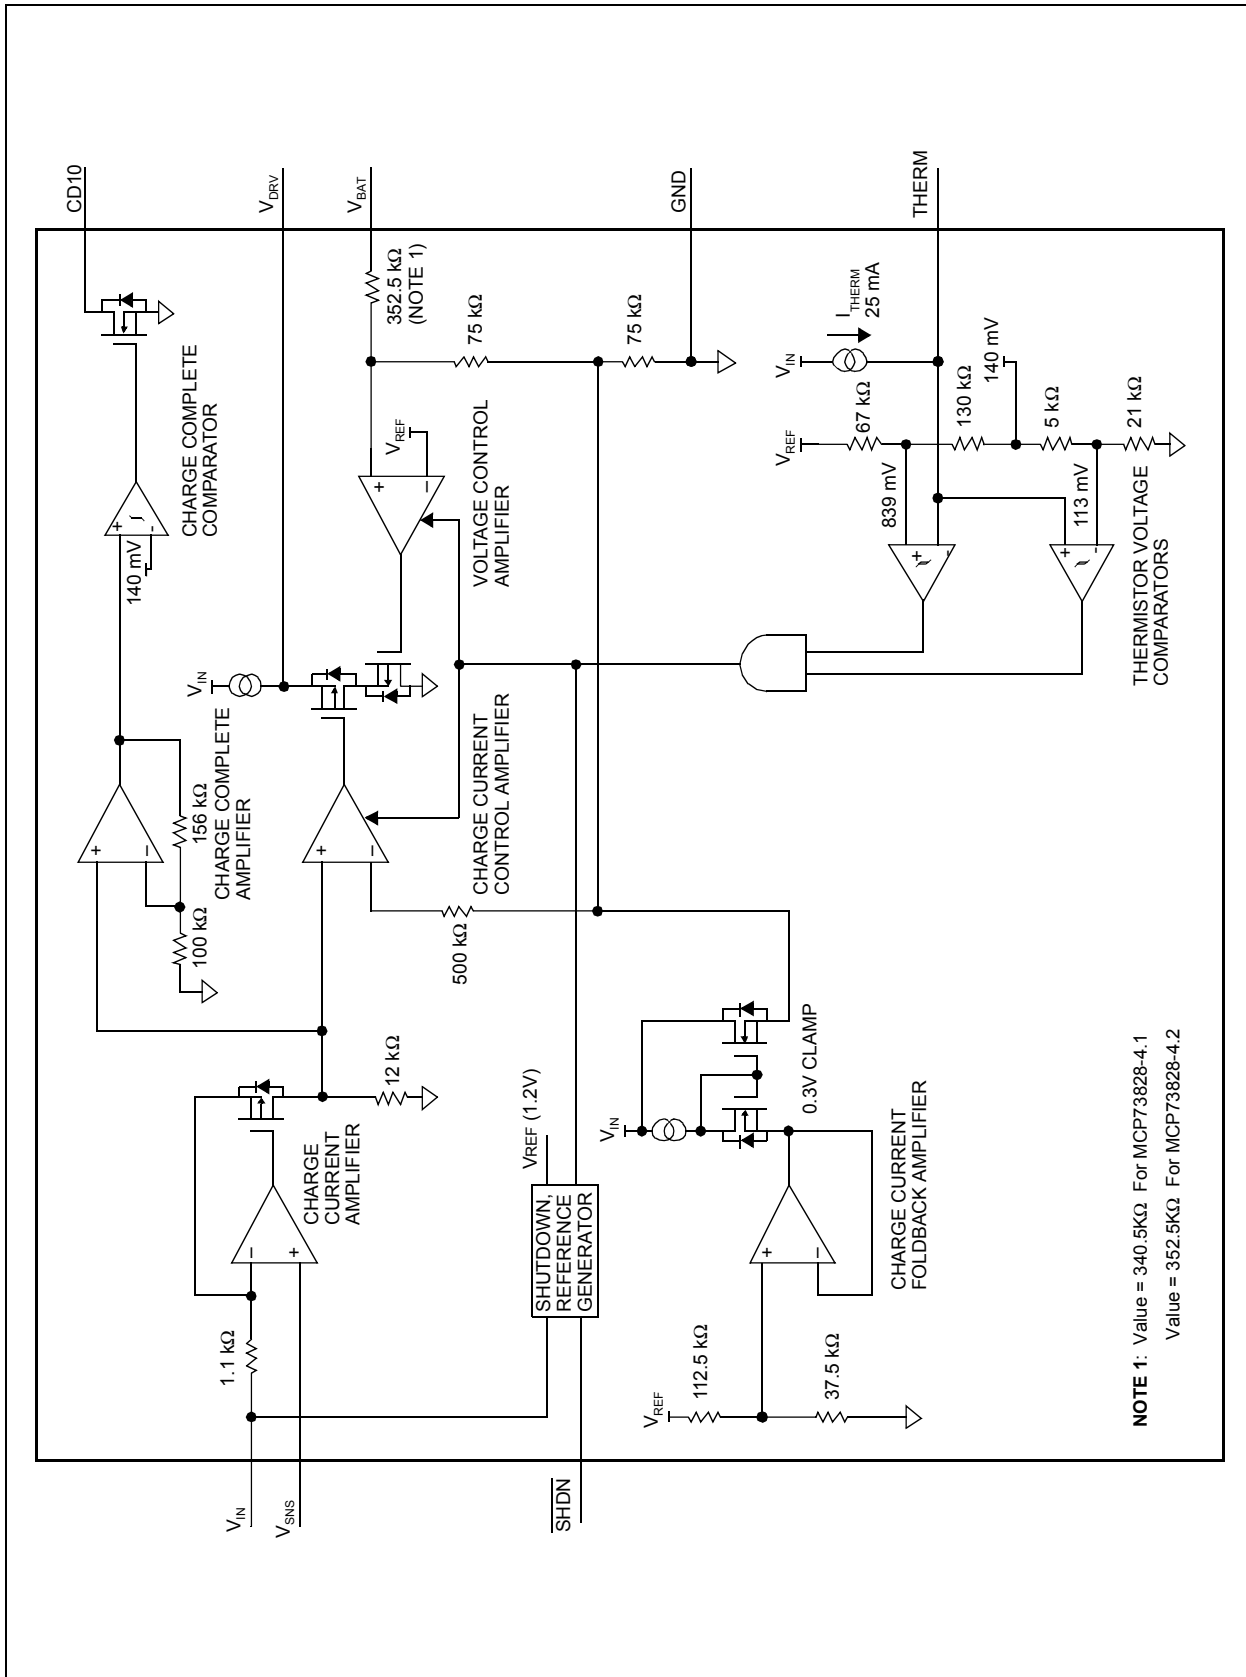 CD10
V_DRV
V_BAT
GND
THERM
352.5 kΩ
(NOTE 1)
75 kΩ
75 kΩ
I_THERM
25 mA
V_IN
67 kΩ
130 kΩ
140 mV
5 kΩ
21 kΩ
V_REF
839 mV
113 mV
+
-
+
-
THERMISTOR VOLTAGE
COMPARATORS
CHARGE COMPLETE
COMPARATOR
+
-
140 mV
V_REF
+
–
VOLTAGE CONTROL
AMPLIFIER
V_IN
156 kΩ
CHARGE COMPLETE
AMPLIFIER
+
–
100 kΩ
CHARGE CURRENT
CONTROL AMPLIFIER
+
–
500 kΩ
12 kΩ
CHARGE
CURRENT
AMPLIFIER
–
+
1.1 kΩ
VREF (1.2V)
SHUTDOWN,
REFERENCE
GENERATOR
V_IN
0.3V CLAMP
CHARGE CURRENT
FOLDBACK AMPLIFIER
+
–
112.5 kΩ
37.5 kΩ
V_REF
V_IN
V_SNS
SHDN
NOTE 1: Value = 340.5KΩ For MCP73828-4.1
Value = 352.5KΩ For MCP73828-4.2